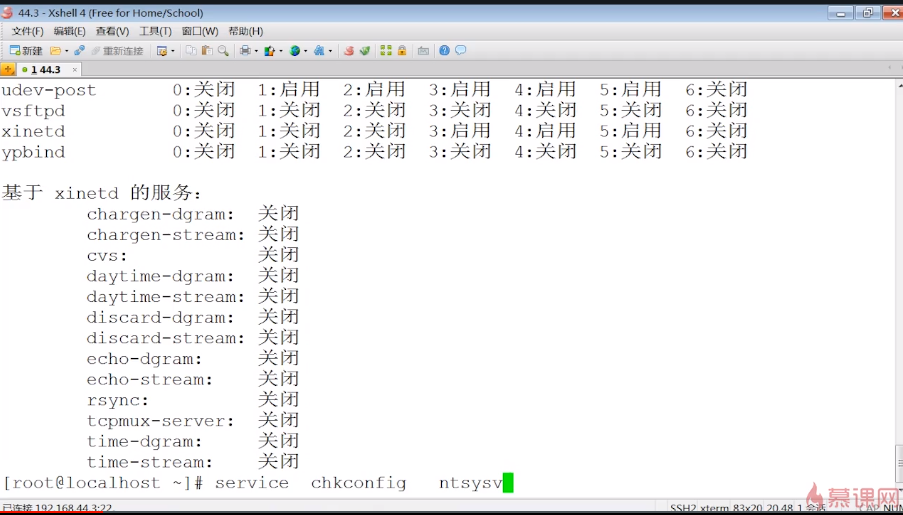 44.3 - Xshell 4 (Free for Home/School)
文件(F) 编辑(E) 查看(V) 工具(T) 窗口(W) 帮助(H)
新建 重新连接
1 44.3
udev-post 0:关闭 1:启用 2:启用 3:启用 4:启用 5:启用 6:关闭
vsftpd 0:关闭 1:关闭 2:关闭 3:关闭 4:关闭 5:关闭 6:关闭
xinetd 0:关闭 1:关闭 2:关闭 3:启用 4:启用 5:启用 6:关闭
ypbind 0:关闭 1:关闭 2:关闭 3:关闭 4:关闭 5:关闭 6:关闭
基于 xinetd 的服务:
chargen-dgram: 关闭
chargen-stream: 关闭
cvs: 关闭
daytime-dgram: 关闭
daytime-stream: 关闭
discard-dgram: 关闭
discard-stream: 关闭
echo-dgram: 关闭
echo-stream: 关闭
rsync: 关闭
tcpmux-server: 关闭
time-dgram: 关闭
time-stream: 关闭
[root@localhost ~]# service chkconfig ntsysv
慕课网
已连接 192.168.44.3:22. SSH2 xterm 83x20 20,48 1 会话 CAP NUM